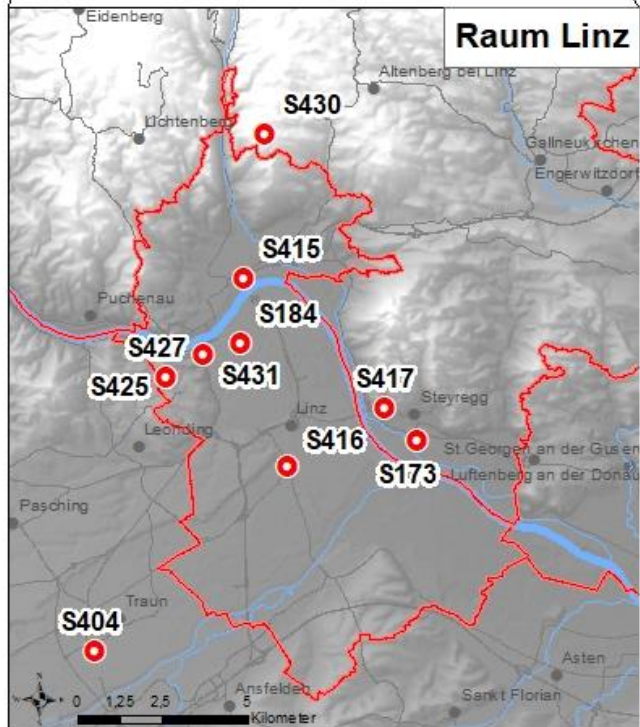 Eidenberg
Raum Linz
Altenberg bei Linz
S430
Lichtenberg
Gallneukirchen
Engerwitzdorf
S415
Puchenau
S184
S427
S431
S425
S417
Steyregg
Linz
Leonding
S416
St.Georgen an der Gusen
S173
Luftenberg an der Donau
Pasching
Traun
S404
Asten
Ansfelden
Sankt Florian
0 1,25 2,5 5
Kilometer